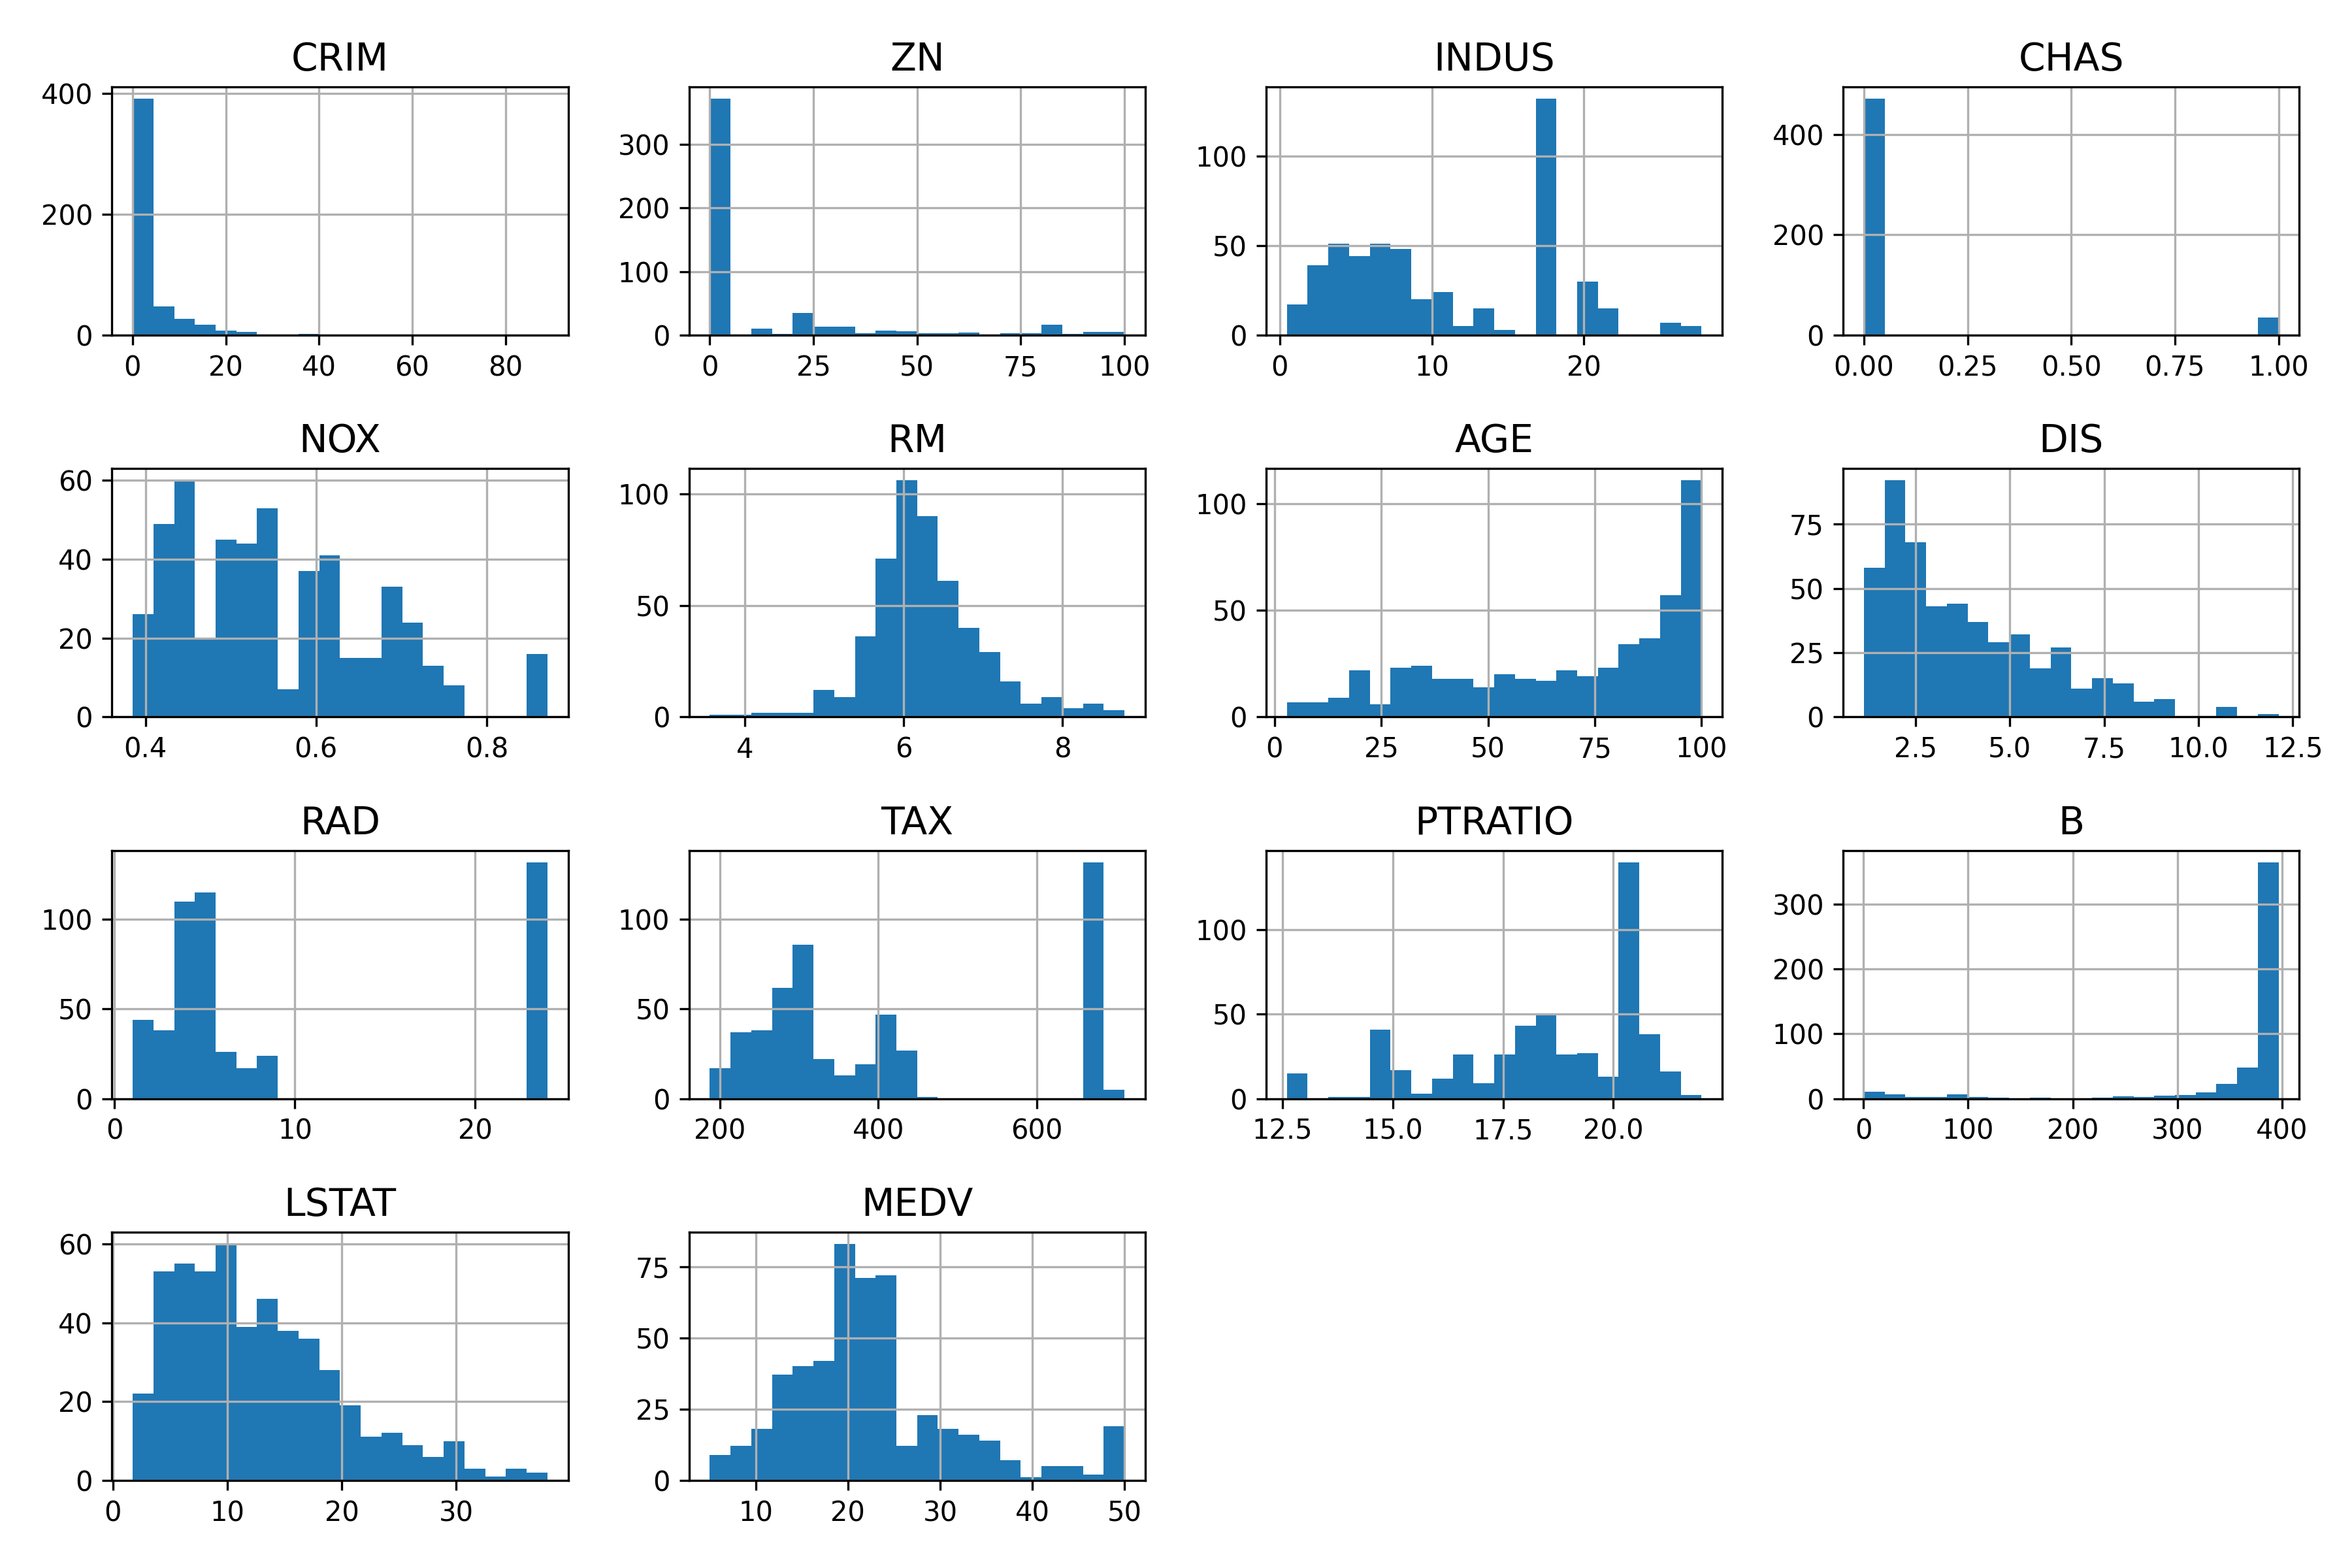 CRIM ZN INDUS CHAS
400 200 0
0 20 40 60 80
300 200 100 0
0 25 50 75 100
100 50 0
0 10 20
400 200 0
0.00 0.25 0.50 0.75 1.00
NOX RM AGE DIS
60 40 20 0
0.4 0.6 0.8
100 50 0
4 6 8
100 50 0
0 25 50 75 100
75 50 25 0
2.5 5.0 7.5 10.0 12.5
RAD TAX PTRATIO B
100 50 0
0 10 20
100 50 0
200 400 600
100 50 0
12.5 15.0 17.5 20.0
300 200 100 0
0 100 200 300 400
LSTAT MEDV
60 40 20 0
0 10 20 30
75 50 25 0
10 20 30 40 50